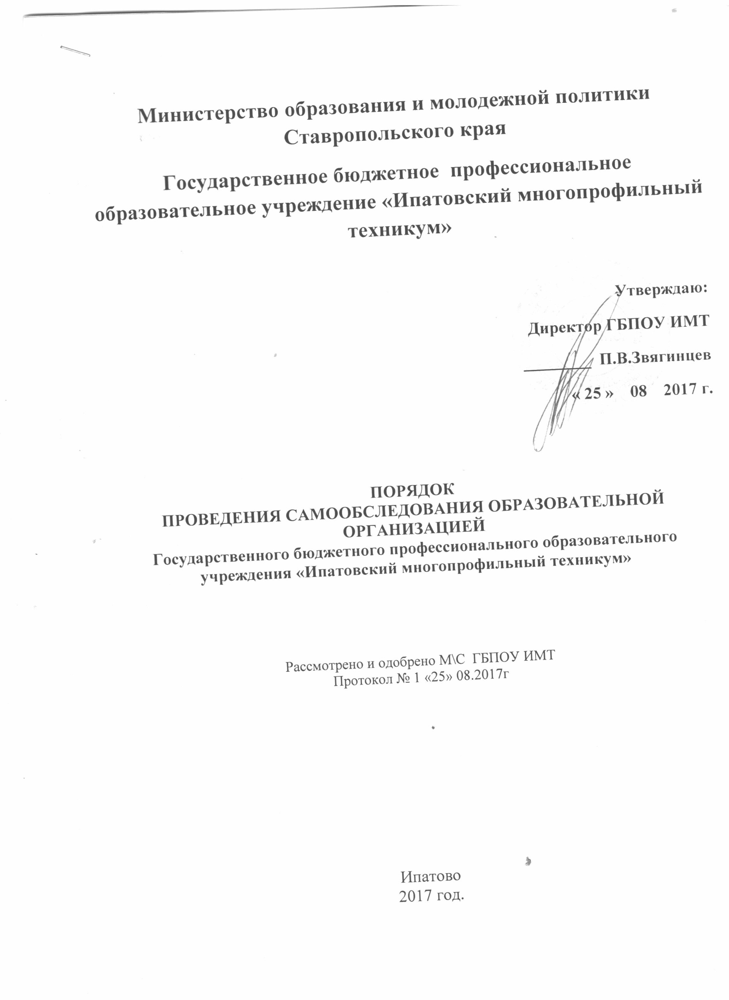 Министерство образования и молодежной политики
Ставропольского края
Государственное бюджетное профессиональное
образовательное учреждение «Ипатовский многопрофильный
техникум»
Утверждаю:
Директор ГБПОУ ИМТ
П.В.Звягинцев
« 25 » 08 2017 г.
ПОРЯДОК
ПРОВЕДЕНИЯ САМООБСЛЕДОВАНИЯ ОБРАЗОВАТЕЛЬНОЙ
ОРГАНИЗАЦИЕЙ
Государственного бюджетного профессионального образовательного
учреждения «Ипатовский многопрофильный техникум»
Рассмотрено и одобрено М\С ГБПОУ ИМТ
Протокол № 1 «25» 08.2017г
Ипатово
2017 год.